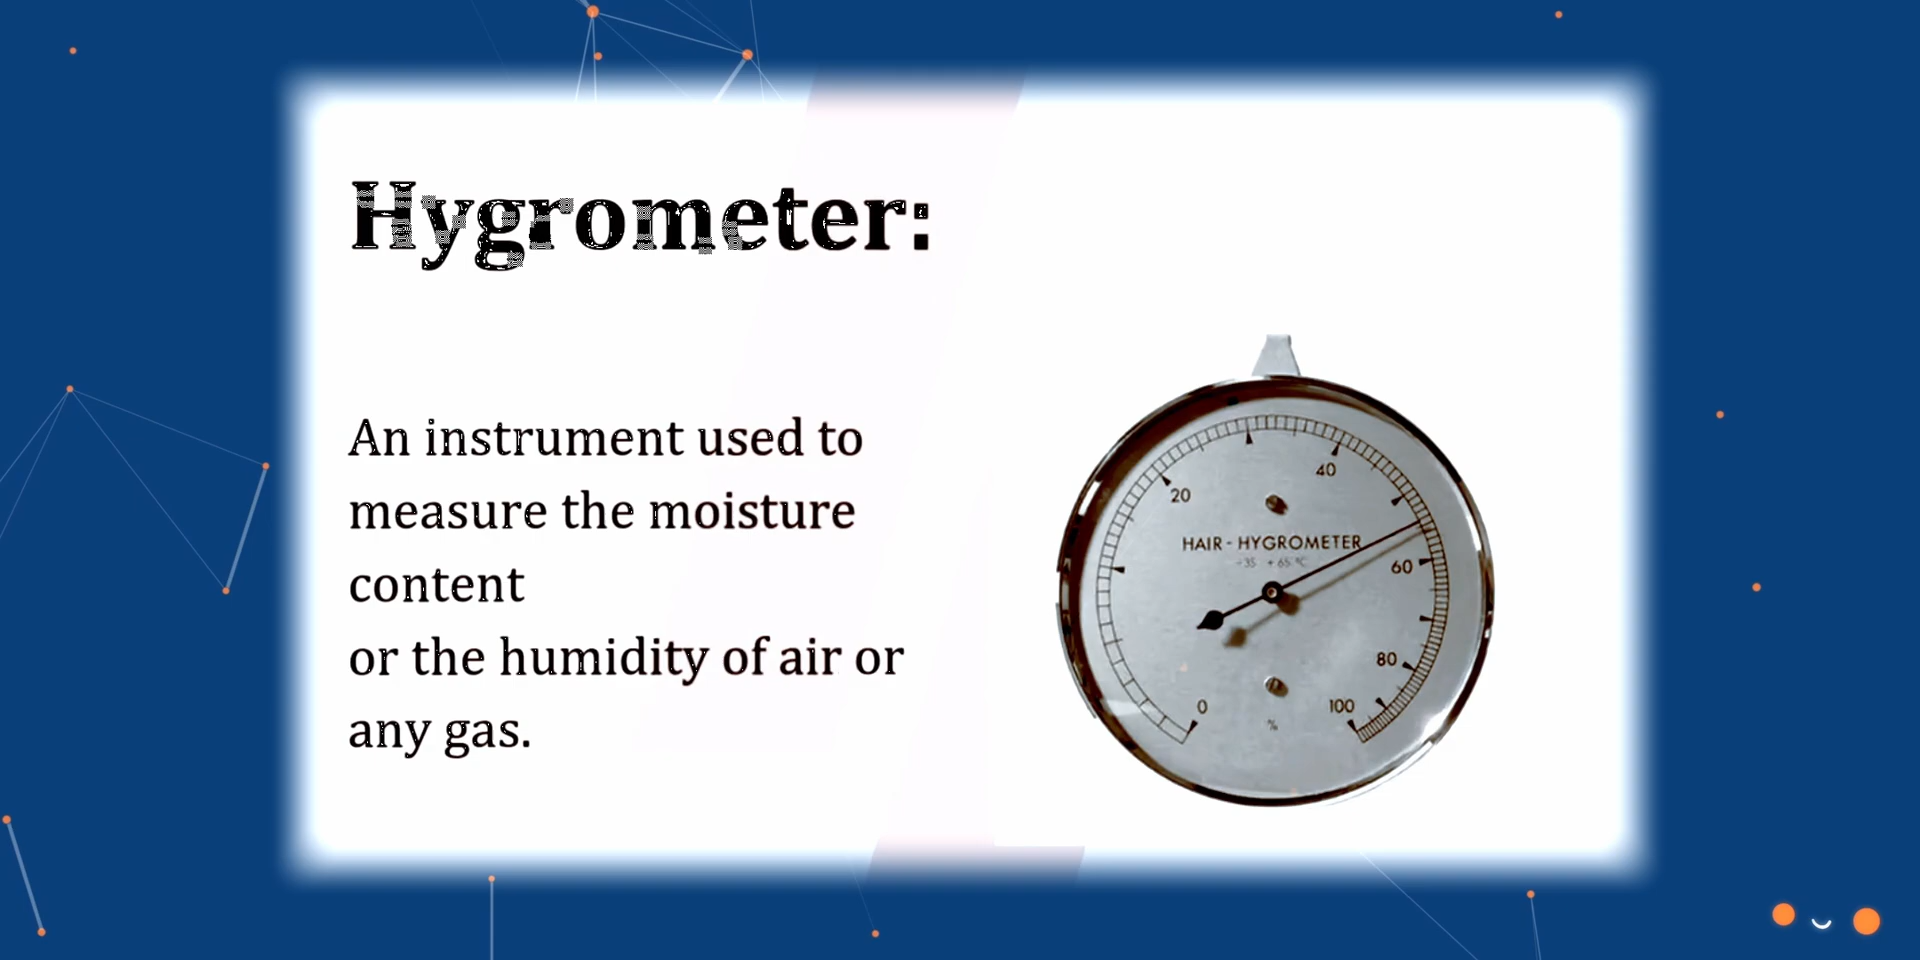 Hygrometer:
An instrument used to
measure the moisture
content
or the humidity of air or
any gas.
40
20
HAIR - HYGROMETER
-35 +65 °C
60
80
0
100
%